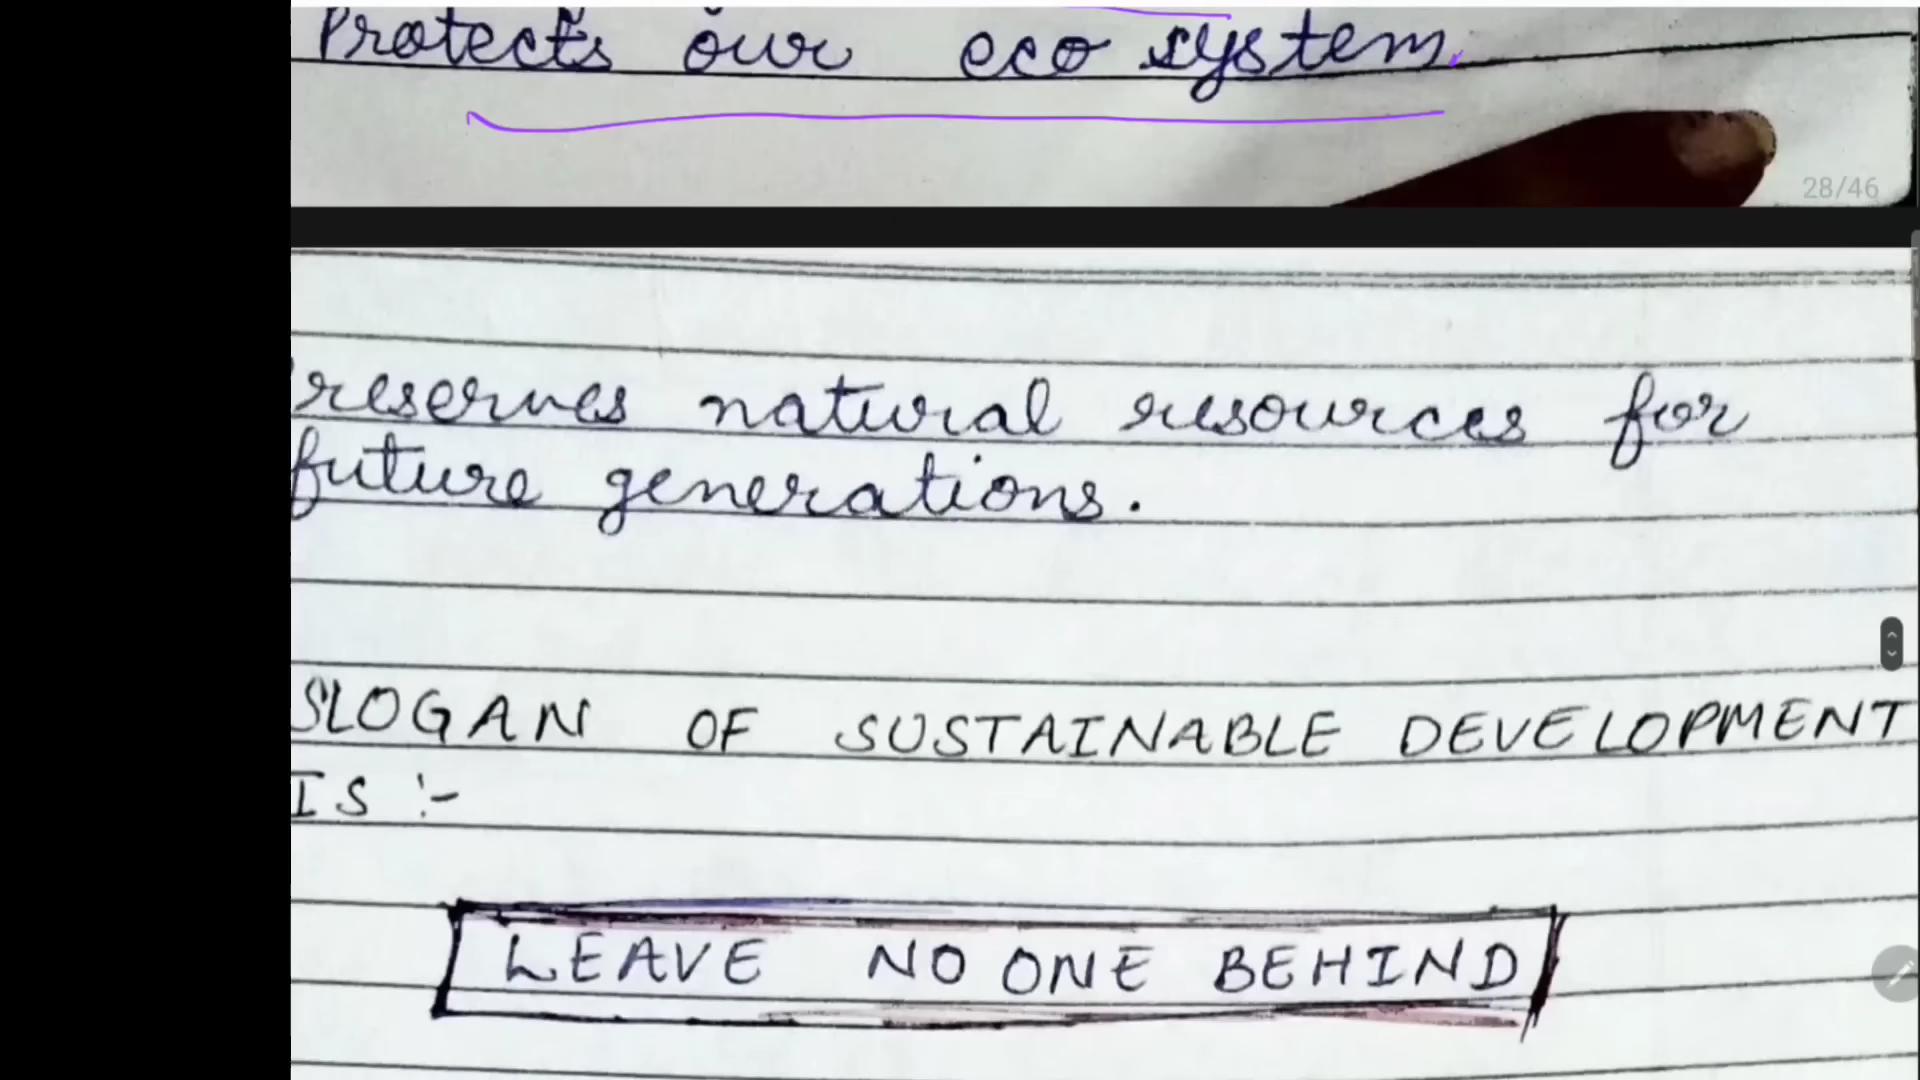 Protects our eco system.
28/46
reserves natural resources for
future generations.
SLOGAN OF SUSTAINABLE DEVELOPMENT
IS :-
LEAVE NO ONE BEHIND